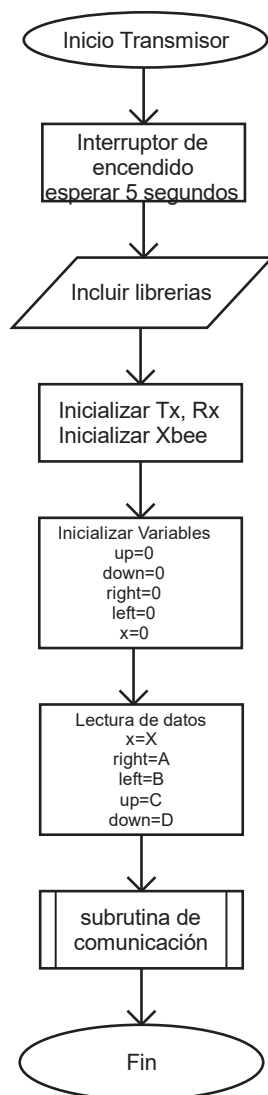 Inicio Transmisor
Interruptor de
encendido
esperar 5 segundos
Incluir librerias
Inicializar Tx, Rx
Inicializar Xbee
Inicializar Variables
up=0
down=0
right=0
left=0
x=0
Lectura de datos
x=X
right=A
left=B
up=C
down=D
subrutina de
comunicación
Fin